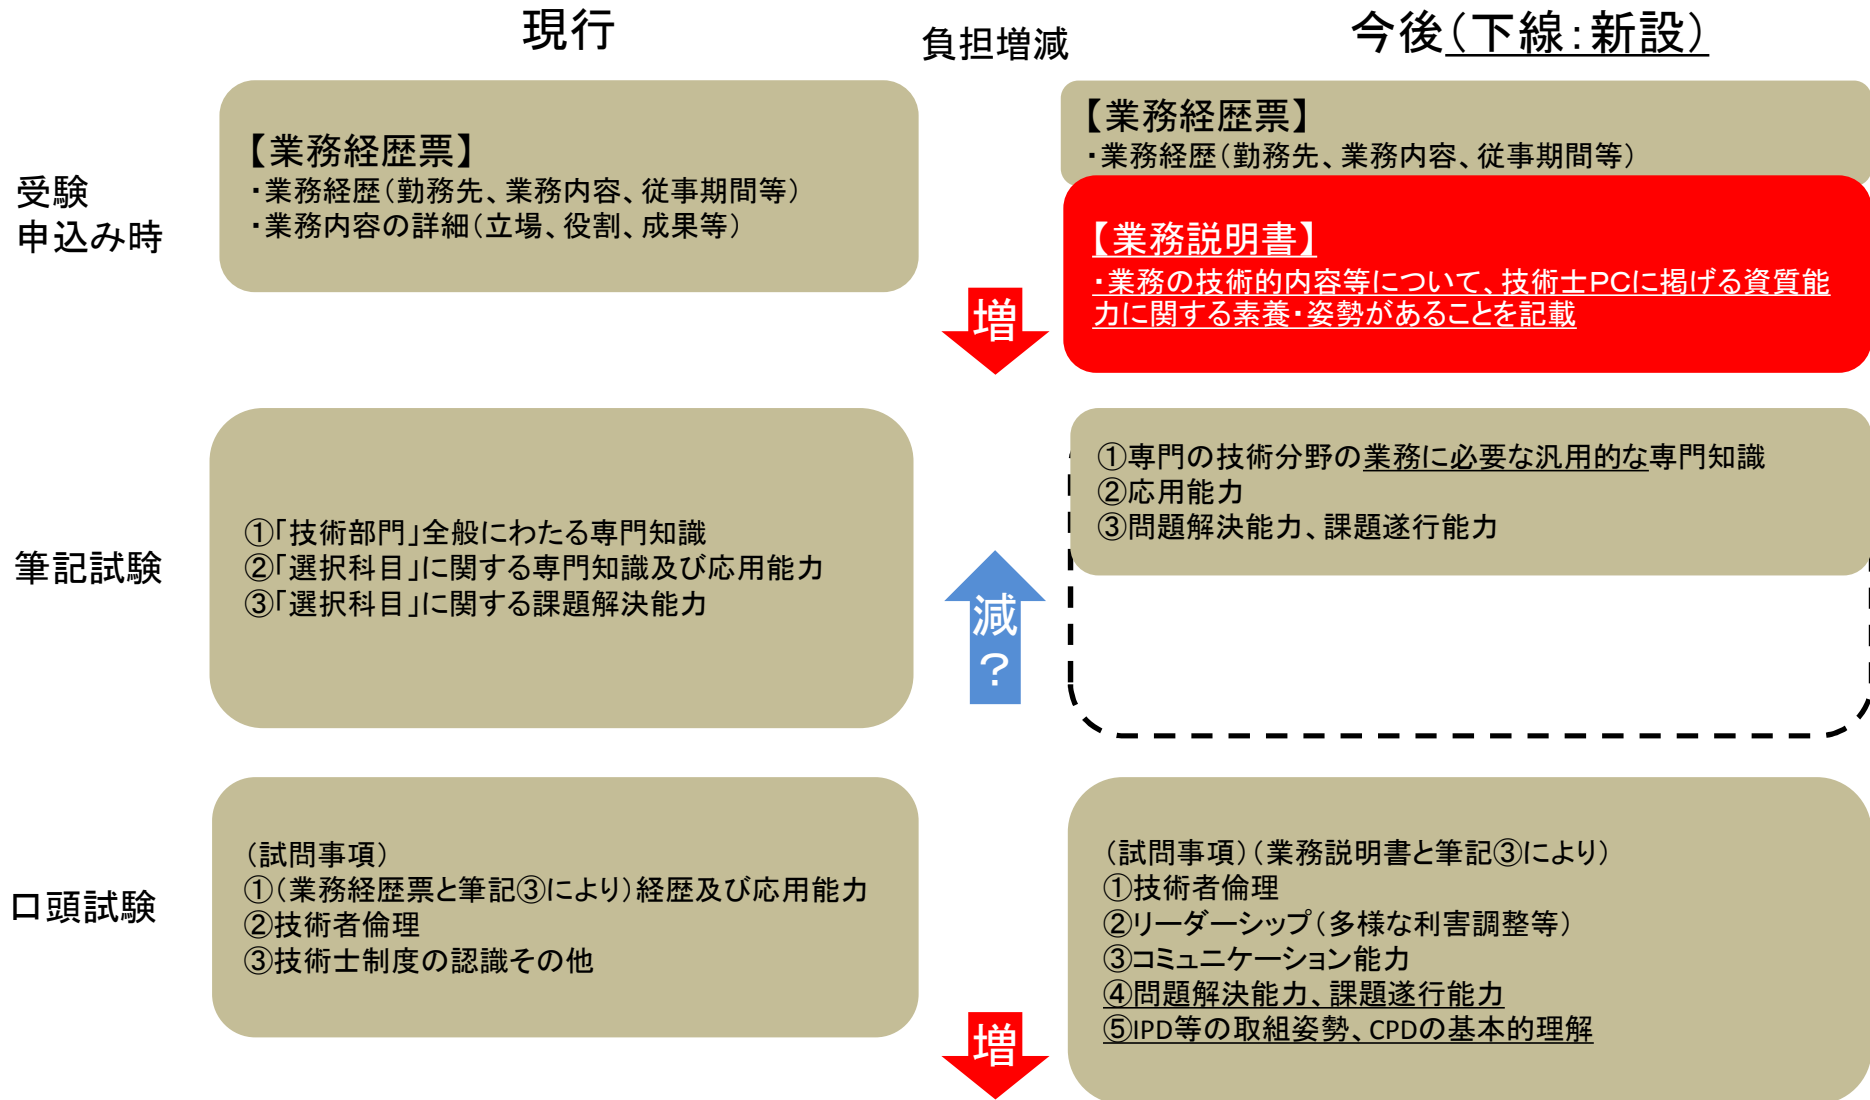 現行
負担増減
今後(下線:新設)
受験
申込み時
【業務経歴票】
・業務経歴(勤務先、業務内容、従事期間等)
・業務内容の詳細(立場、役割、成果等)
増
【業務経歴票】
・業務経歴(勤務先、業務内容、従事期間等)
【業務説明書】
・業務の技術的内容等について、技術士PCに掲げる資質能
力に関する素養・姿勢があることを記載
筆記試験
①「技術部門」全般にわたる専門知識
②「選択科目」に関する専門知識及び応用能力
③「選択科目」に関する課題解決能力
減
?
①専門の技術分野の業務に必要な汎用的な専門知識
②応用能力
③問題解決能力、課題遂行能力
口頭試験
(試問事項)
①(業務経歴票と筆記③により)経歴及び応用能力
②技術者倫理
③技術士制度の認識その他
増
(試問事項)(業務説明書と筆記③により)
①技術者倫理
②リーダーシップ(多様な利害調整等)
③コミュニケーション能力
④問題解決能力、課題遂行能力
⑤IPD等の取組姿勢、CPDの基本的理解